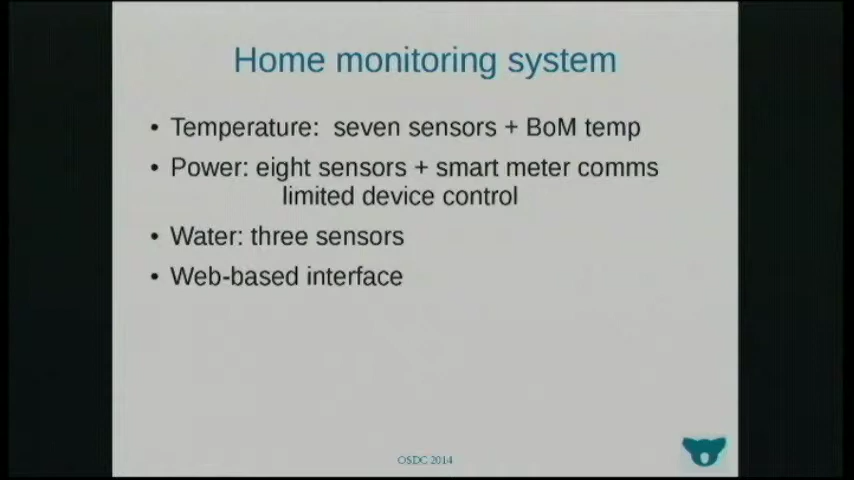 Home monitoring system
• Temperature: seven sensors + BoM temp
• Power: eight sensors + smart meter comms
limited device control
• Water: three sensors
• Web-based interface
OSDC 2014